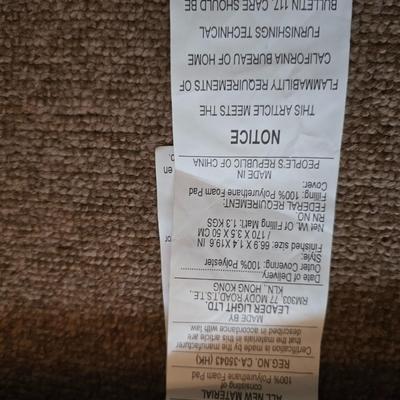 ALL NEW MATERIAL
consisting of
100% Polyurethane Foam Pad
REG.NO. CA-35043 (HK)
Certification is made by the manufacturer
that the materials in this article are
described in accordance with law
MADE BY
LEADER LIGHT LTD.
RM303, 77 MODY ROAD,T.S.T.E.,
KLN, HONG KONG
Date of Delivery
Outer Covering: 100% Polyester
Style:
Finished size: 66.9 X 1.4 X19.6 IN
/ 170 X 3.5 X 50 CM
Net Wt. Of Filling Matl: 1.3 KGS
RN NO.
FEDERAL REQUIREMENT:
Filling: 100% Polyurethane Foam Pad
Cover:
MADE IN
PEOPLE'S REPUBLIC OF CHINA
NOTICE
THIS ARTICLE MEETS THE
FLAMMABILITY REQUIREMENTS OF
CALIFORNIA BUREAU OF HOME
FURNISHINGS TECHNICAL
BULLETIN 117. CARE SHOULD BE